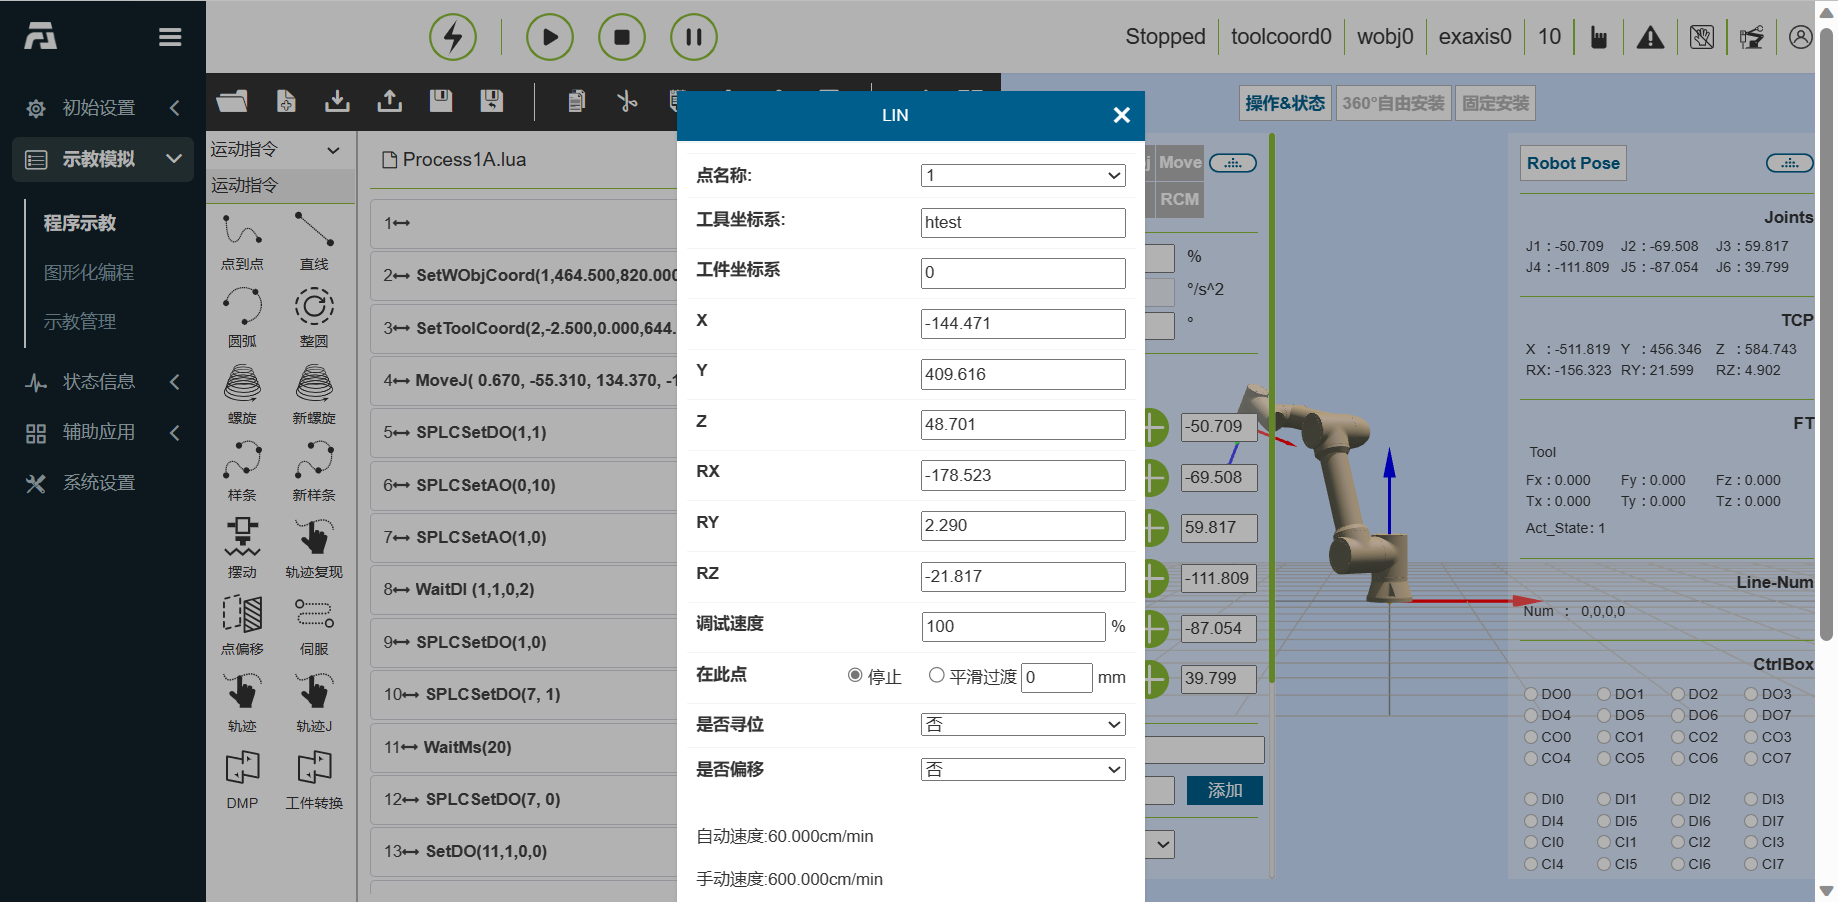 Stopped toolcoord0 wobj0 exaxis0 10
初始设置
示教模拟
程序示教
图形化编程
示教管理
状态信息
辅助应用
系统设置
运动指令
运动指令
点到点 直线
圆弧 整圆
螺旋 新螺旋
样条 新样条
摆动 轨迹复现
点偏移 伺服
轨迹 轨迹J
DMP 工件转换
Process1A.lua
1
2 SetWObjCoord(1,464.500,820.000
3 SetToolCoord(2,-2.500,0.000,644.
4 MoveJ( 0.670, -55.310, 134.370, -1
5 SPLCSetDO(1,1)
6 SPLCSetAO(0,10)
7 SPLCSetAO(1,0)
8 WaitDI (1,1,0,2)
9 SPLCSetDO(1,0)
10 SPLCSetDO(7, 1)
11 WaitMs(20)
12 SPLCSetDO(7, 0)
13 SetDO(11,1,0,0)
LIN
点名称: 1
工具坐标系: htest
工件坐标系 0
X -144.471
Y 409.616
Z 48.701
RX -178.523
RY 2.290
RZ -21.817
调试速度 100 %
在此点 停止 平滑过渡 0 mm
是否寻位 否
是否偏移 否
自动速度:60.000cm/min
手动速度:600.000cm/min
Move
RCM
%
°/s^2
°
-50.709
-69.508
59.817
-111.809
-87.054
39.799
添加
操作&状态 360°自由安装 固定安装
Robot Pose
Joints
J1 : -50.709 J2 : -69.508 J3 : 59.817
J4 : -111.809 J5 : -87.054 J6 : 39.799
TCP
X : -511.819 Y : 456.346 Z : 584.743
RX: -156.323 RY: 21.599 RZ: 4.902
FT
Tool
Fx : 0.000 Fy : 0.000 Fz : 0.000
Tx : 0.000 Ty : 0.000 Tz : 0.000
Act_State: 1
Line-Num
Num : 0,0,0,0
CtrlBox
DO0 DO1 DO2 DO3
DO4 DO5 DO6 DO7
CO0 CO1 CO2 CO3
CO4 CO5 CO6 CO7
DI0 DI1 DI2 DI3
DI4 DI5 DI6 DI7
CI0 CI1 CI2 CI3
CI4 CI5 CI6 CI7